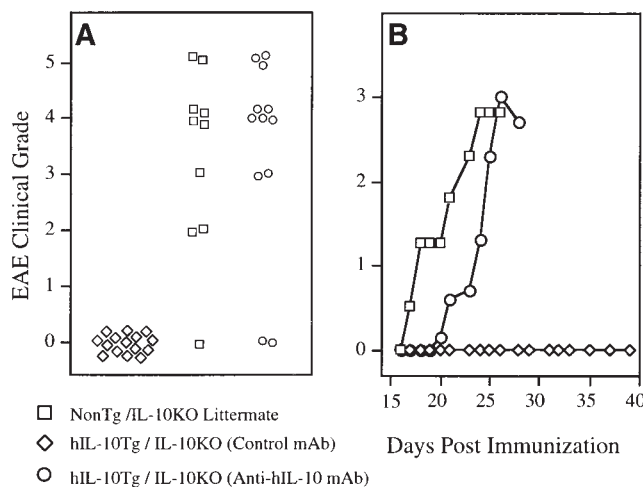 A
B
EAE Clinical Grade
5
4
3
2
1
0
3
2
1
0
15 20 25 30 35 40
Days Post Immunization
NonTg /IL-10KO Littermate
hIL-10Tg / IL-10KO (Control mAb)
hIL-10Tg / IL-10KO (Anti-hIL-10 mAb)